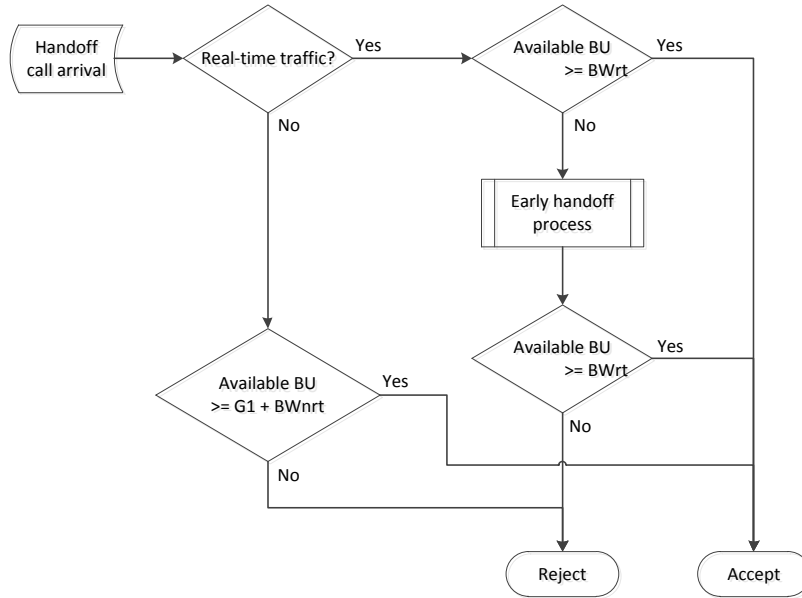 Handoff
call arrival
Real-time traffic?
Yes
Available BU
>= BWrt
Yes
No
No
Early handoff
process
Available BU
>= BWrt
Yes
Available BU
>= G1 + BWnrt
Yes
No
No
Reject
Accept